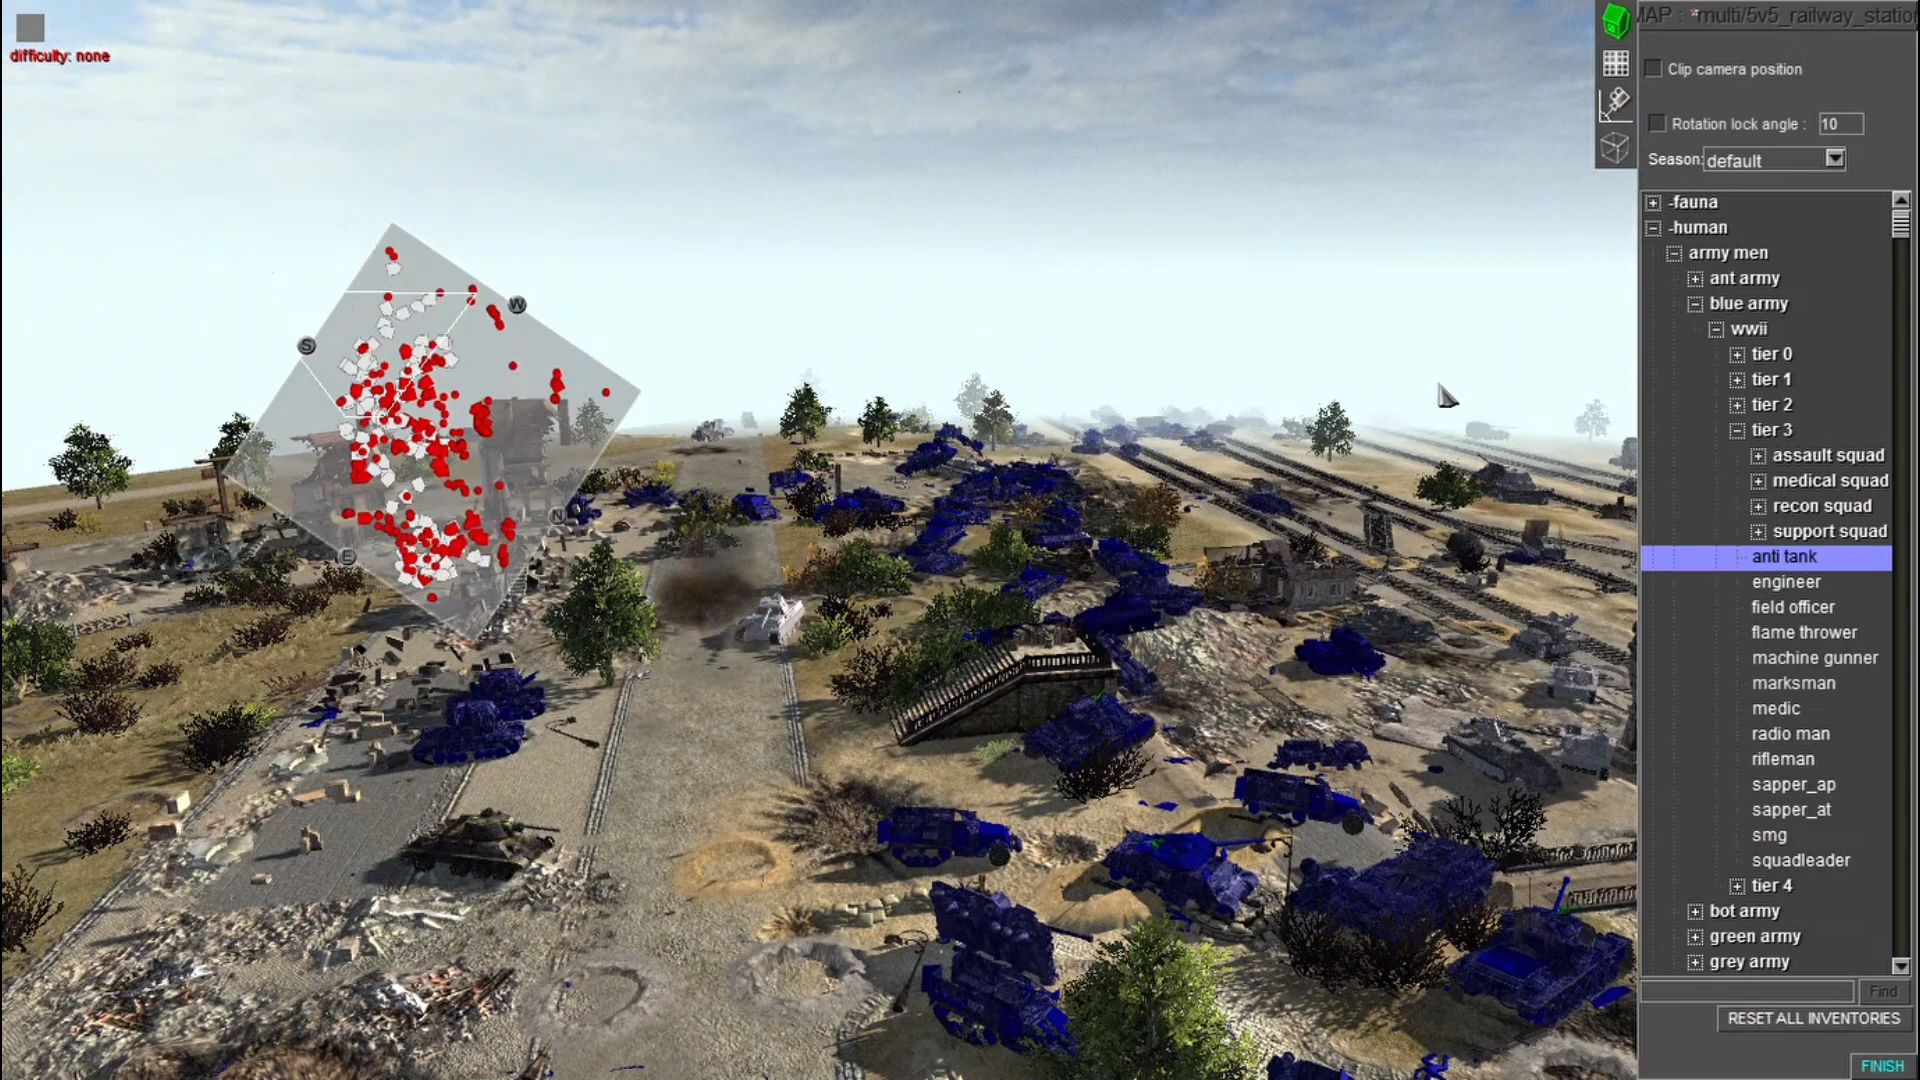 difficulty: none
MAP : *multi/5v5_railway_station
Clip camera position
Rotation lock angle : 10
Season: default
-fauna
-human
army men
ant army
blue army
wwii
tier 0
tier 1
tier 2
tier 3
assault squad
medical squad
recon squad
support squad
anti tank
engineer
field officer
flame thrower
machine gunner
marksman
medic
radio man
rifleman
sapper_ap
sapper_at
smg
squadleader
tier 4
bot army
green army
grey army
Find
RESET ALL INVENTORIES
FINISH
W
S
N
E